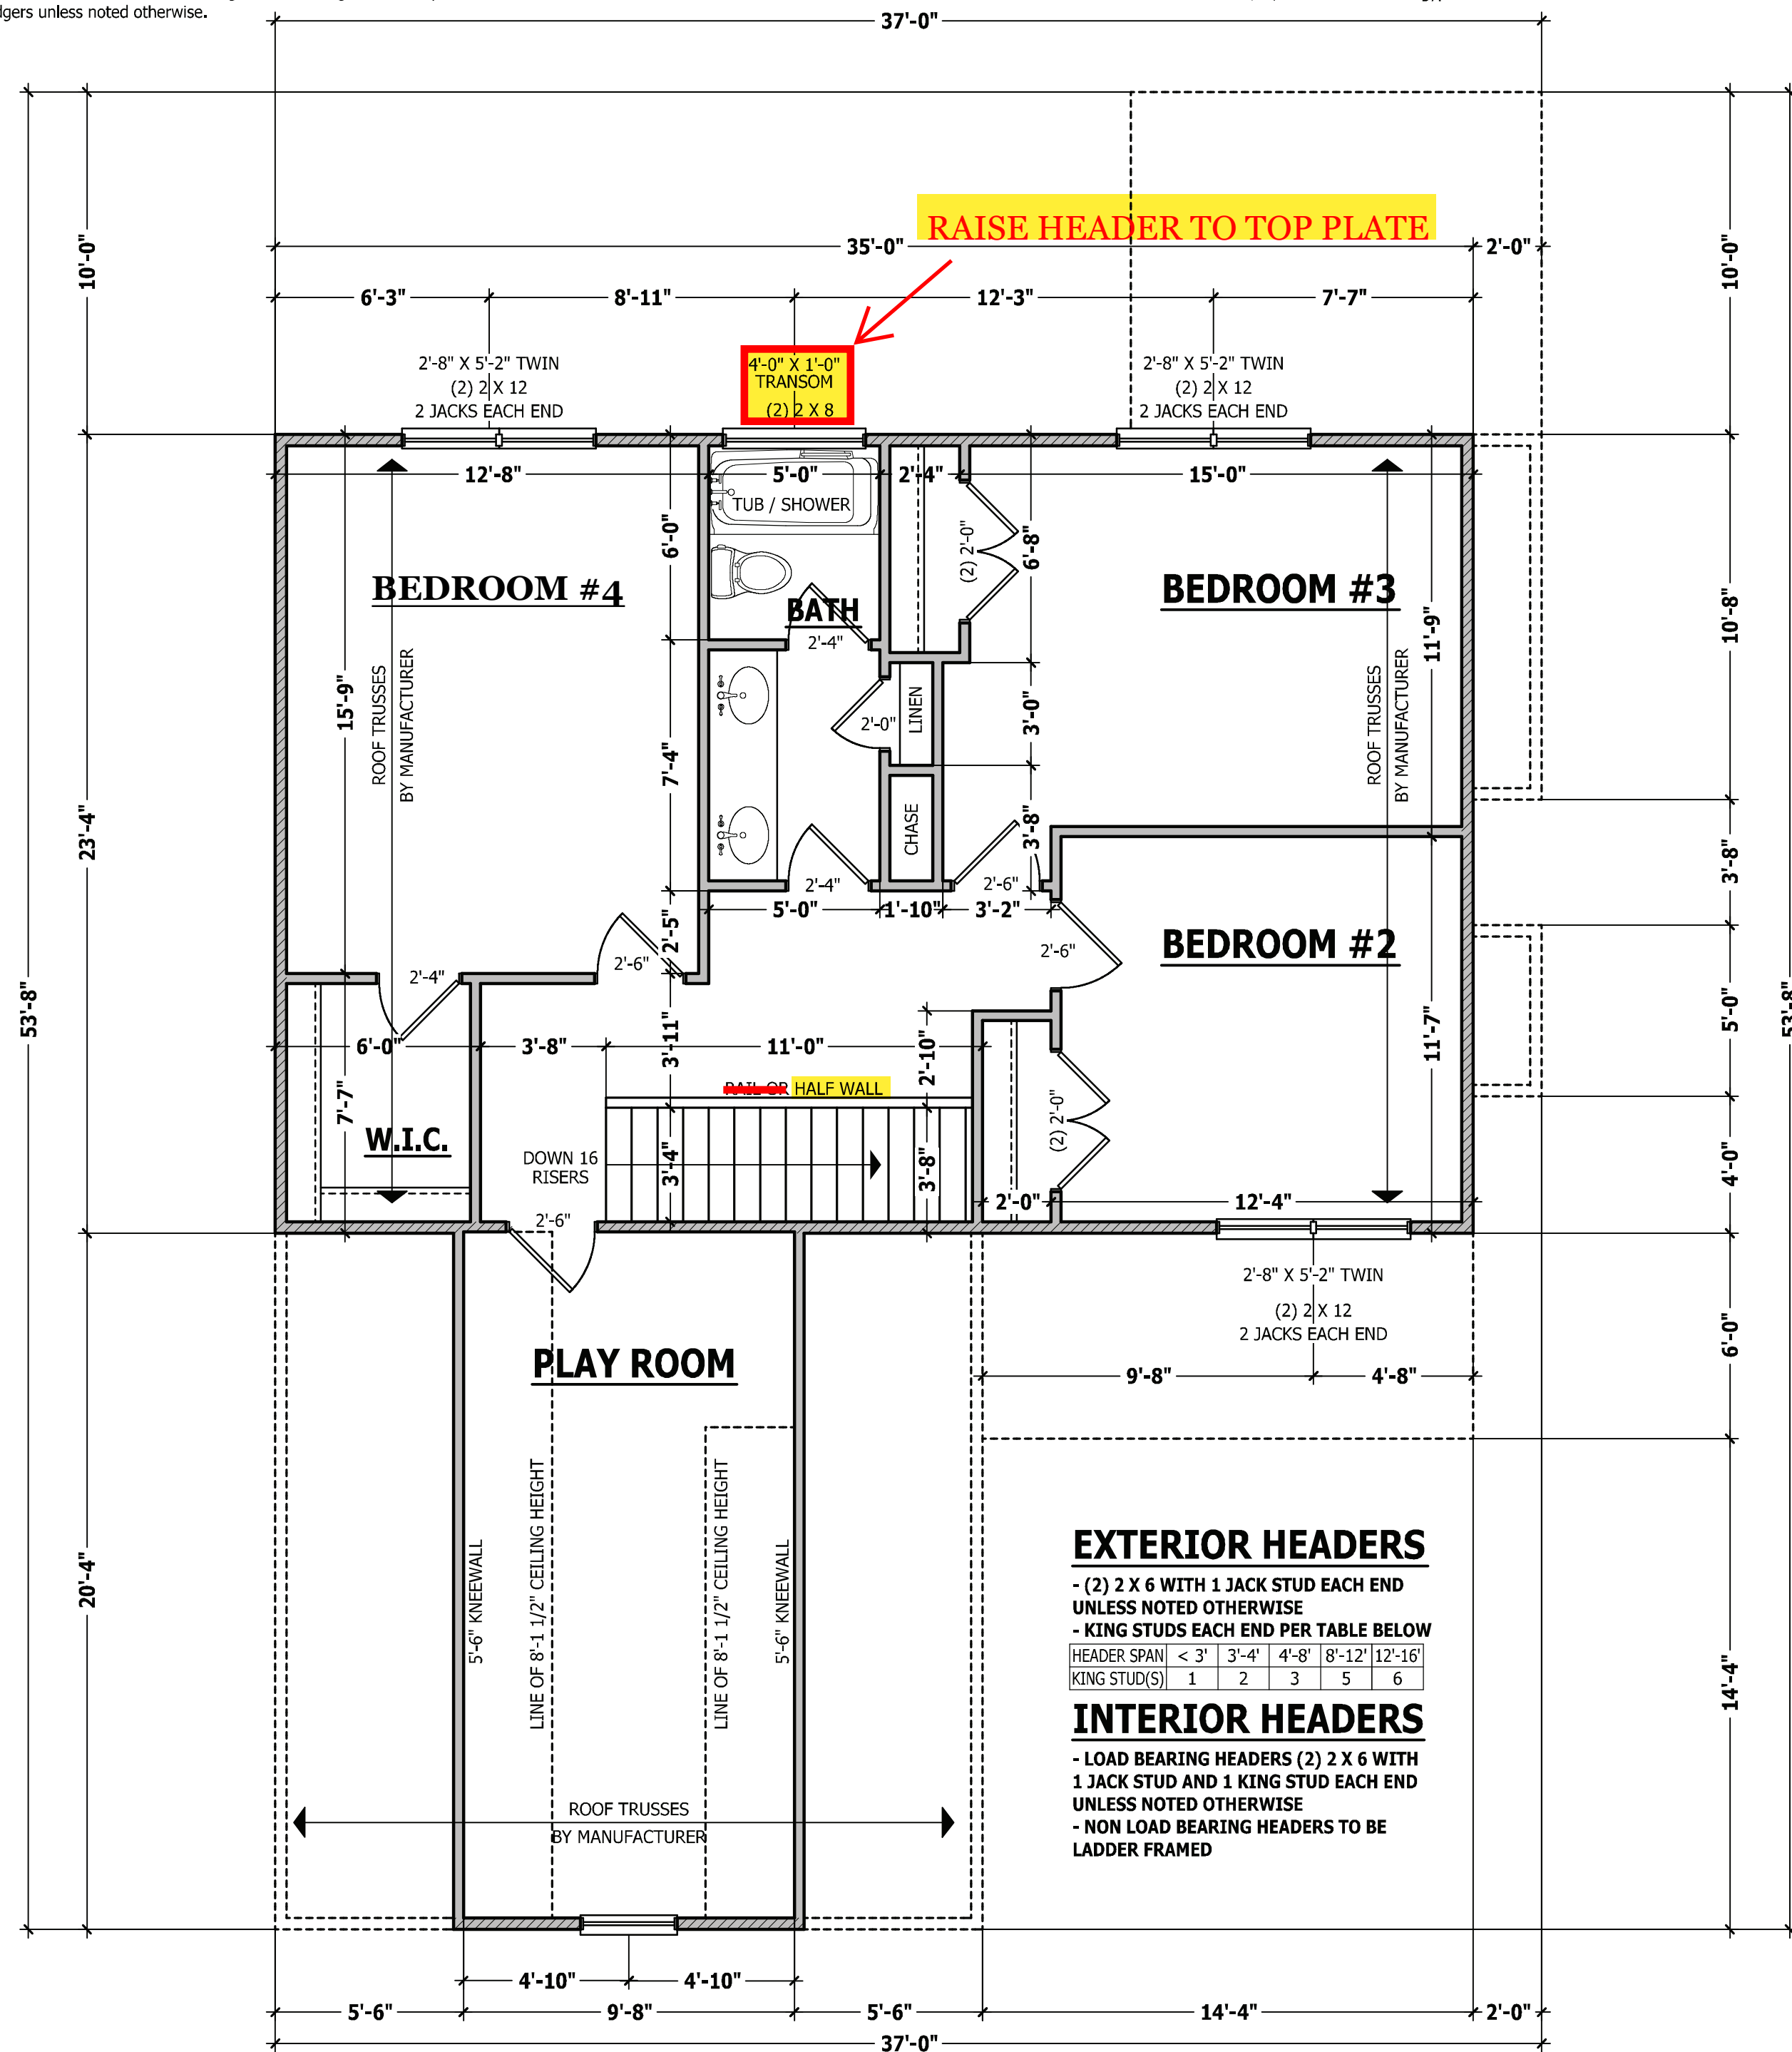 dgers unless noted otherwise.
37'-0"
RAISE HEADER TO TOP PLATE
35'-0"
2'-0"
10'-0"
10'-0"
6'-3"
8'-11"
12'-3"
7'-7"
2'-8" X 5'-2" TWIN
(2) 2 X 12
2 JACKS EACH END
4'-0" X 1'-0"
TRANSOM
(2) 2 X 8
2'-8" X 5'-2" TWIN
(2) 2 X 12
2 JACKS EACH END
12'-8"
5'-0"
2'-4"
15'-0"
TUB / SHOWER
6'-0"
(2) 2'-0"
6'-8"
BEDROOM #4
BATH
2'-4"
BEDROOM #3
11'-9"
10'-8"
15'-9"
ROOF TRUSSES
BY MANUFACTURER
LINEN
2'-0"
3'-0"
ROOF TRUSSES
BY MANUFACTURER
7'-4"
23'-4"
CHASE
3'-8"
3'-8"
2'-4"
2'-6"
5'-0"
1'-10"
3'-2"
2'-5"
2'-6"
2'-6"
BEDROOM #2
2'-4"
53'-8"
53'-8"
5'-0"
6'-0"
3'-8"
3'-11"
11'-0"
2'-10"
11'-7"
RAIL OR HALF WALL
7'-7"
W.I.C.
(2) 2'-0"
DOWN 16
RISERS
3'-4"
3'-8"
4'-0"
2'-0"
12'-4"
2'-6"
2'-8" X 5'-2" TWIN
(2) 2 X 12
2 JACKS EACH END
6'-0"
PLAY ROOM
9'-8"
4'-8"
20'-4"
5'-6" KNEEWALL
LINE OF 8'-1 1/2" CEILING HEIGHT
LINE OF 8'-1 1/2" CEILING HEIGHT
5'-6" KNEEWALL
14'-4"
EXTERIOR HEADERS
- (2) 2 X 6 WITH 1 JACK STUD EACH END
UNLESS NOTED OTHERWISE
- KING STUDS EACH END PER TABLE BELOW
HEADER SPAN < 3' 3'-4' 4'-8' 8'-12' 12'-16'
KING STUD(S) 1 2 3 5 6
INTERIOR HEADERS
- LOAD BEARING HEADERS (2) 2 X 6 WITH
1 JACK STUD AND 1 KING STUD EACH END
UNLESS NOTED OTHERWISE
- NON LOAD BEARING HEADERS TO BE
LADDER FRAMED
ROOF TRUSSES
BY MANUFACTURER
4'-10"
4'-10"
5'-6"
9'-8"
5'-6"
14'-4"
2'-0"
37'-0"